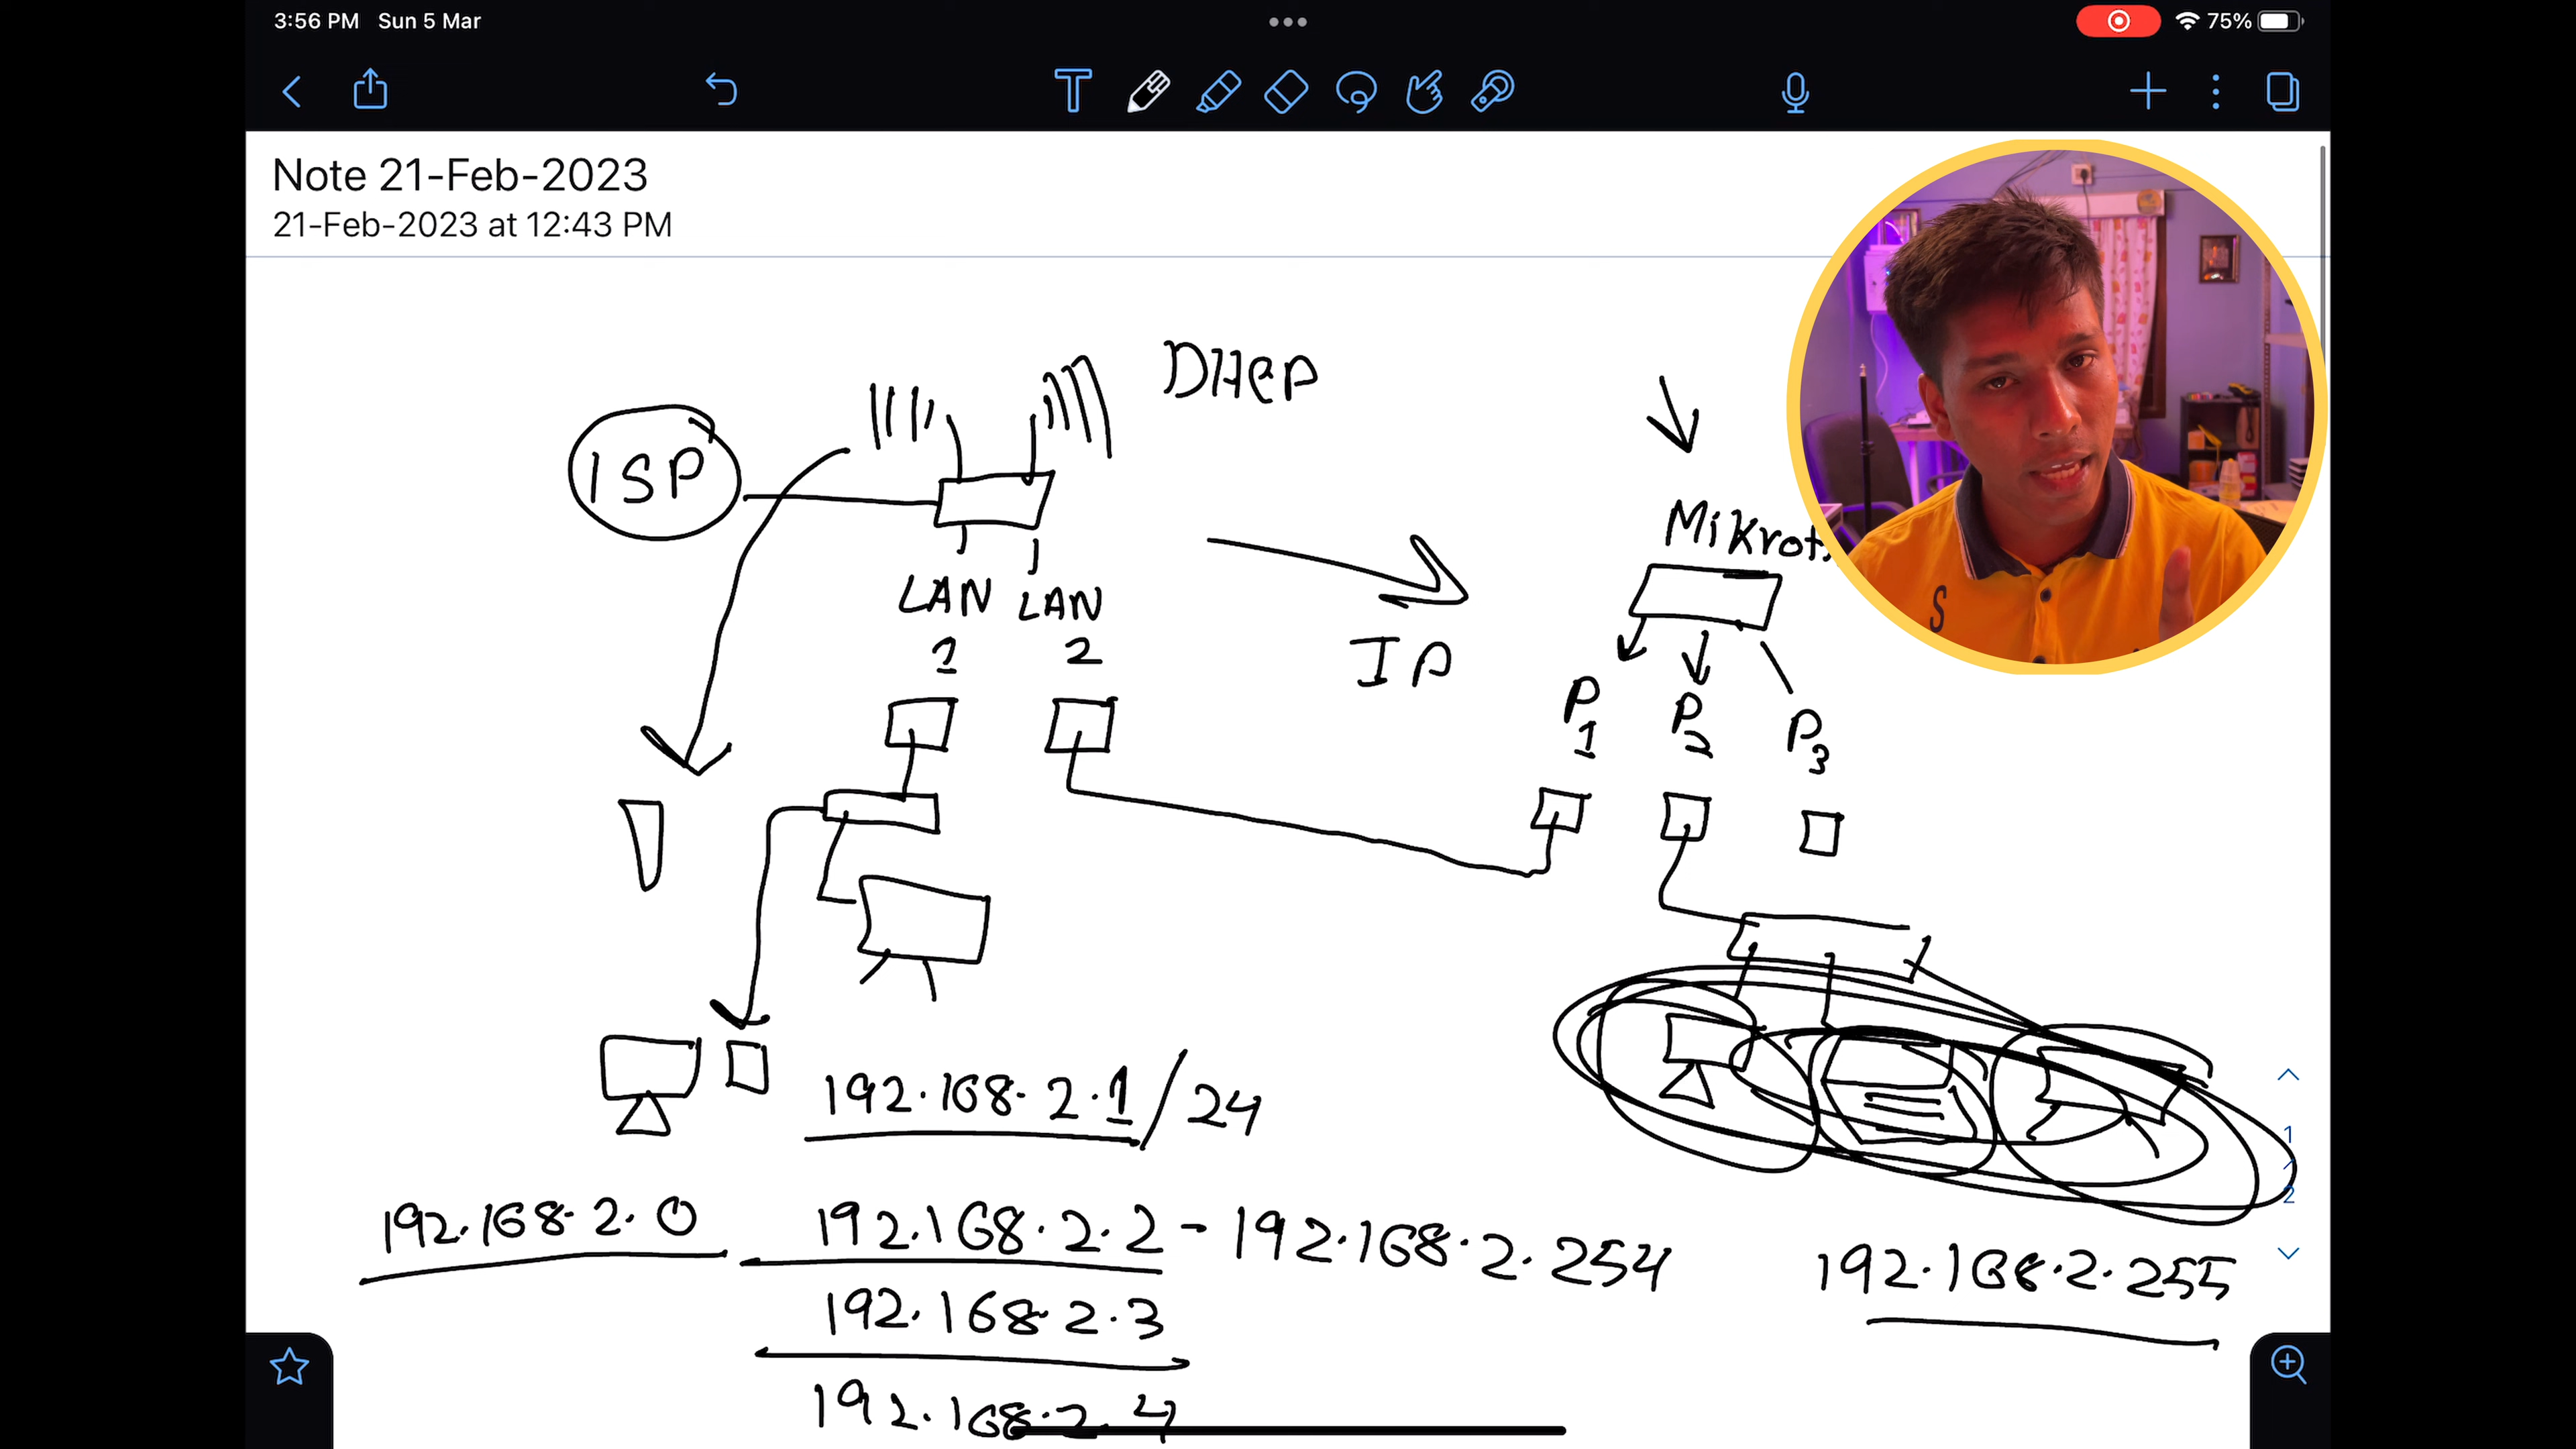 3:56 PM Sun 5 Mar
75%
T
Note 21-Feb-2023
21-Feb-2023 at 12:43 PM
DHCP
ISP
Mikroti
LAN LAN
1 2
IP
P1
P2
P3
192.168.2.1/24
192.168.2.0
192.168.2.2 - 192.168.2.254
192.168.2.255
192.168.2.3
192.168.2.4
1
2
S